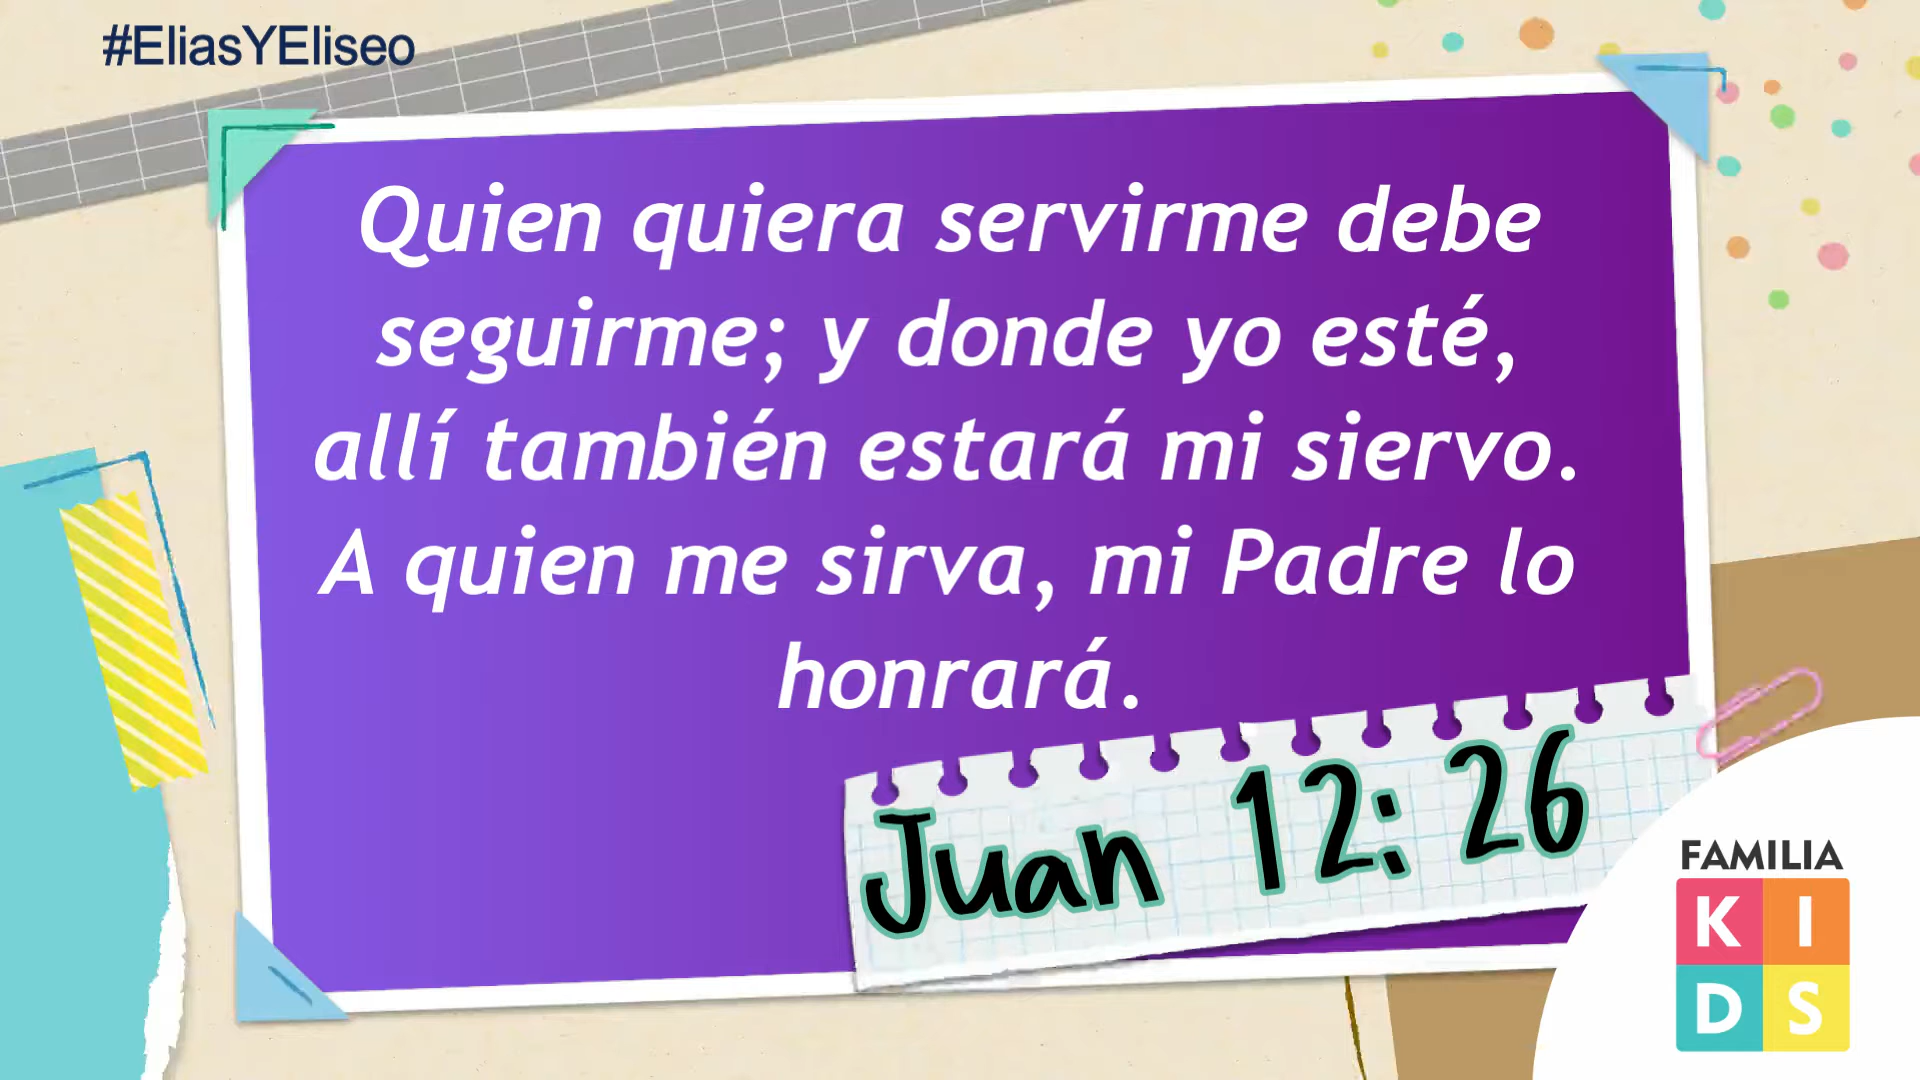 #EliasYEliseo
Quien quiera servirme debe
seguirme; y donde yo esté,
allí también estará mi siervo.
A quien me sirva, mi Padre lo
honrará.
Juan 12: 26
FAMILIA
K I
D S